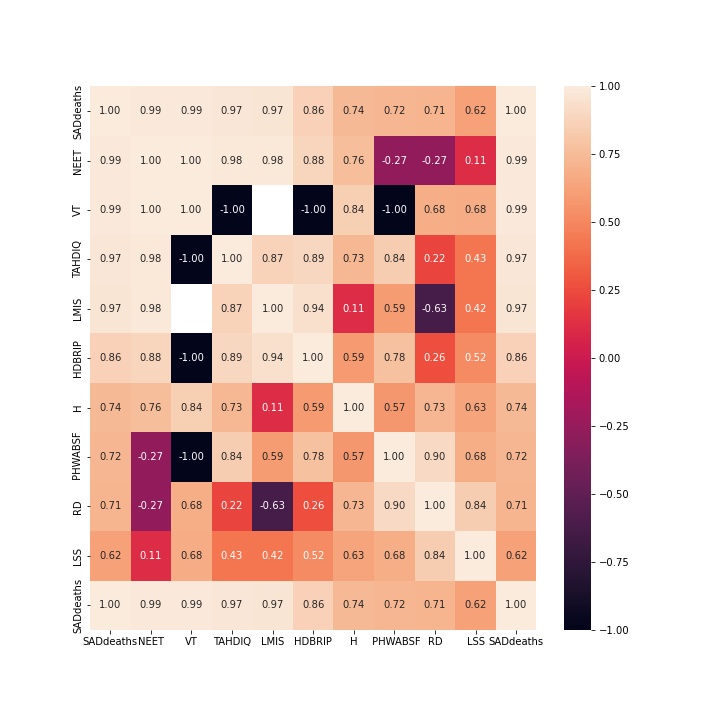 SADdeaths 1.00 0.99 0.99 0.97 0.97 0.86 0.74 0.72 0.71 0.62 1.00
NEET 0.99 1.00 1.00 0.98 0.98 0.88 0.76 -0.27 -0.27 0.11 0.99
VT 0.99 1.00 1.00 -1.00 -1.00 0.84 -1.00 0.68 0.68 0.99
TAHDIQ 0.97 0.98 -1.00 1.00 0.87 0.89 0.73 0.84 0.22 0.43 0.97
LMIS 0.97 0.98 0.87 1.00 0.94 0.11 0.59 -0.63 0.42 0.97
HDBRIP 0.86 0.88 -1.00 0.89 0.94 1.00 0.59 0.78 0.26 0.52 0.86
H 0.74 0.76 0.84 0.73 0.11 0.59 1.00 0.57 0.73 0.63 0.74
PHWABSF 0.72 -0.27 -1.00 0.84 0.59 0.78 0.57 1.00 0.90 0.68 0.72
RD 0.71 -0.27 0.68 0.22 -0.63 0.26 0.73 0.90 1.00 0.84 0.71
LSS 0.62 0.11 0.68 0.43 0.42 0.52 0.63 0.68 0.84 1.00 0.62
SADdeaths 1.00 0.99 0.99 0.97 0.97 0.86 0.74 0.72 0.71 0.62 1.00
SADdeaths NEET VT TAHDIQ LMIS HDBRIP H PHWABSF RD LSS SADdeaths
1.00
0.75
0.50
0.25
0.00
−0.25
−0.50
−0.75
−1.00